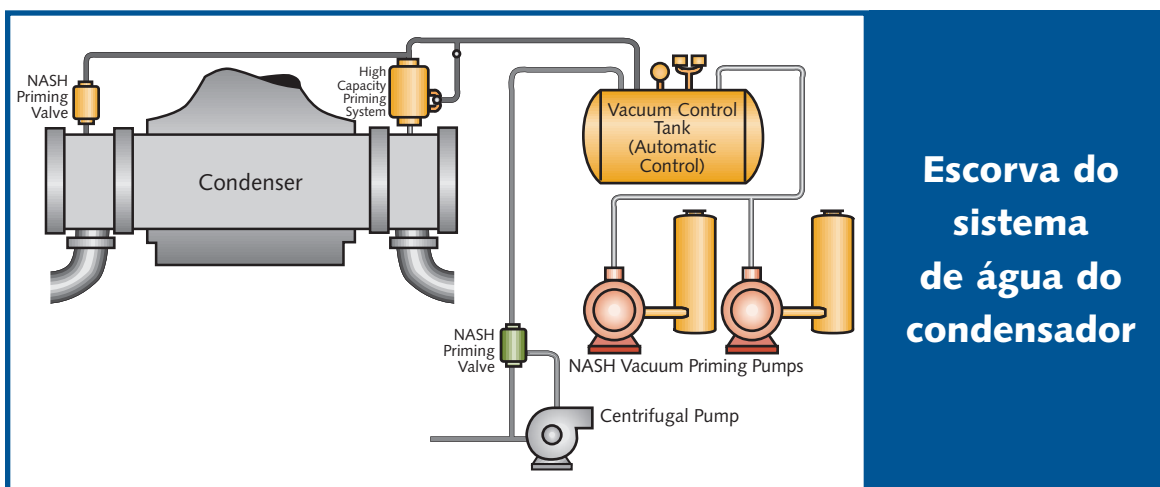 NASH
Priming
Valve
High
Capacity
Priming
System
Condenser
Vacuum Control
Tank
(Automatic
Control)
NASH
Priming
Valve
NASH Vacuum Priming Pumps
Centrifugal Pump
Escorva do
sistema
de água do
condensador